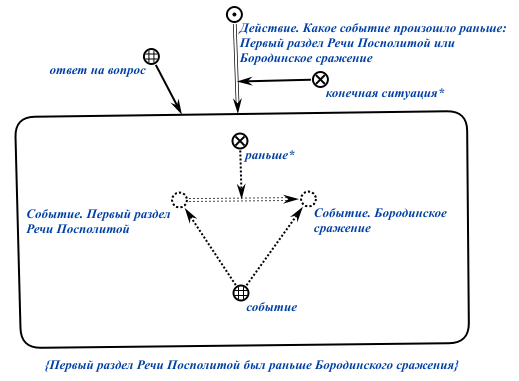 Действие. Какое событие произошло раньше:
Первый раздел Речи Посполитой или
Бородинское сражение
ответ на вопрос
конечная ситуация*
раньше*
Событие. Первый раздел
Речи Посполитой
Событие. Бородинское
сражение
событие
{Первый раздел Речи Посполитой был раньше Бородинского сражения}